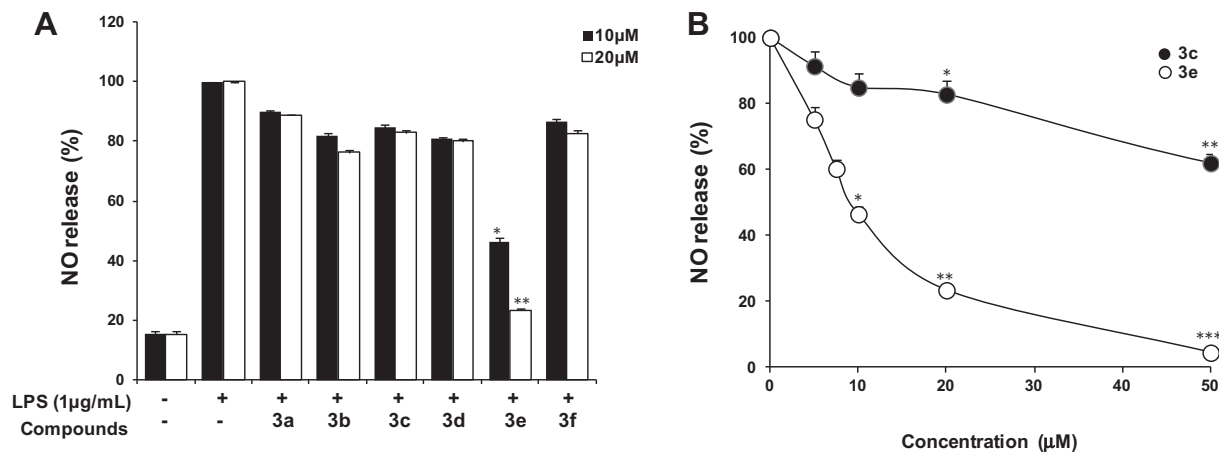 A
120
100
80
60
40
20
0
NO release (%)
10µM
20µM
*
**
LPS (1µg/mL) - + + + + + + +
Compounds - - 3a 3b 3c 3d 3e 3f
B
100
80
60
40
20
0
NO release (%)
3c
3e
*
**
*
**
***
0 10 20 30 40 50
Concentration (µM)